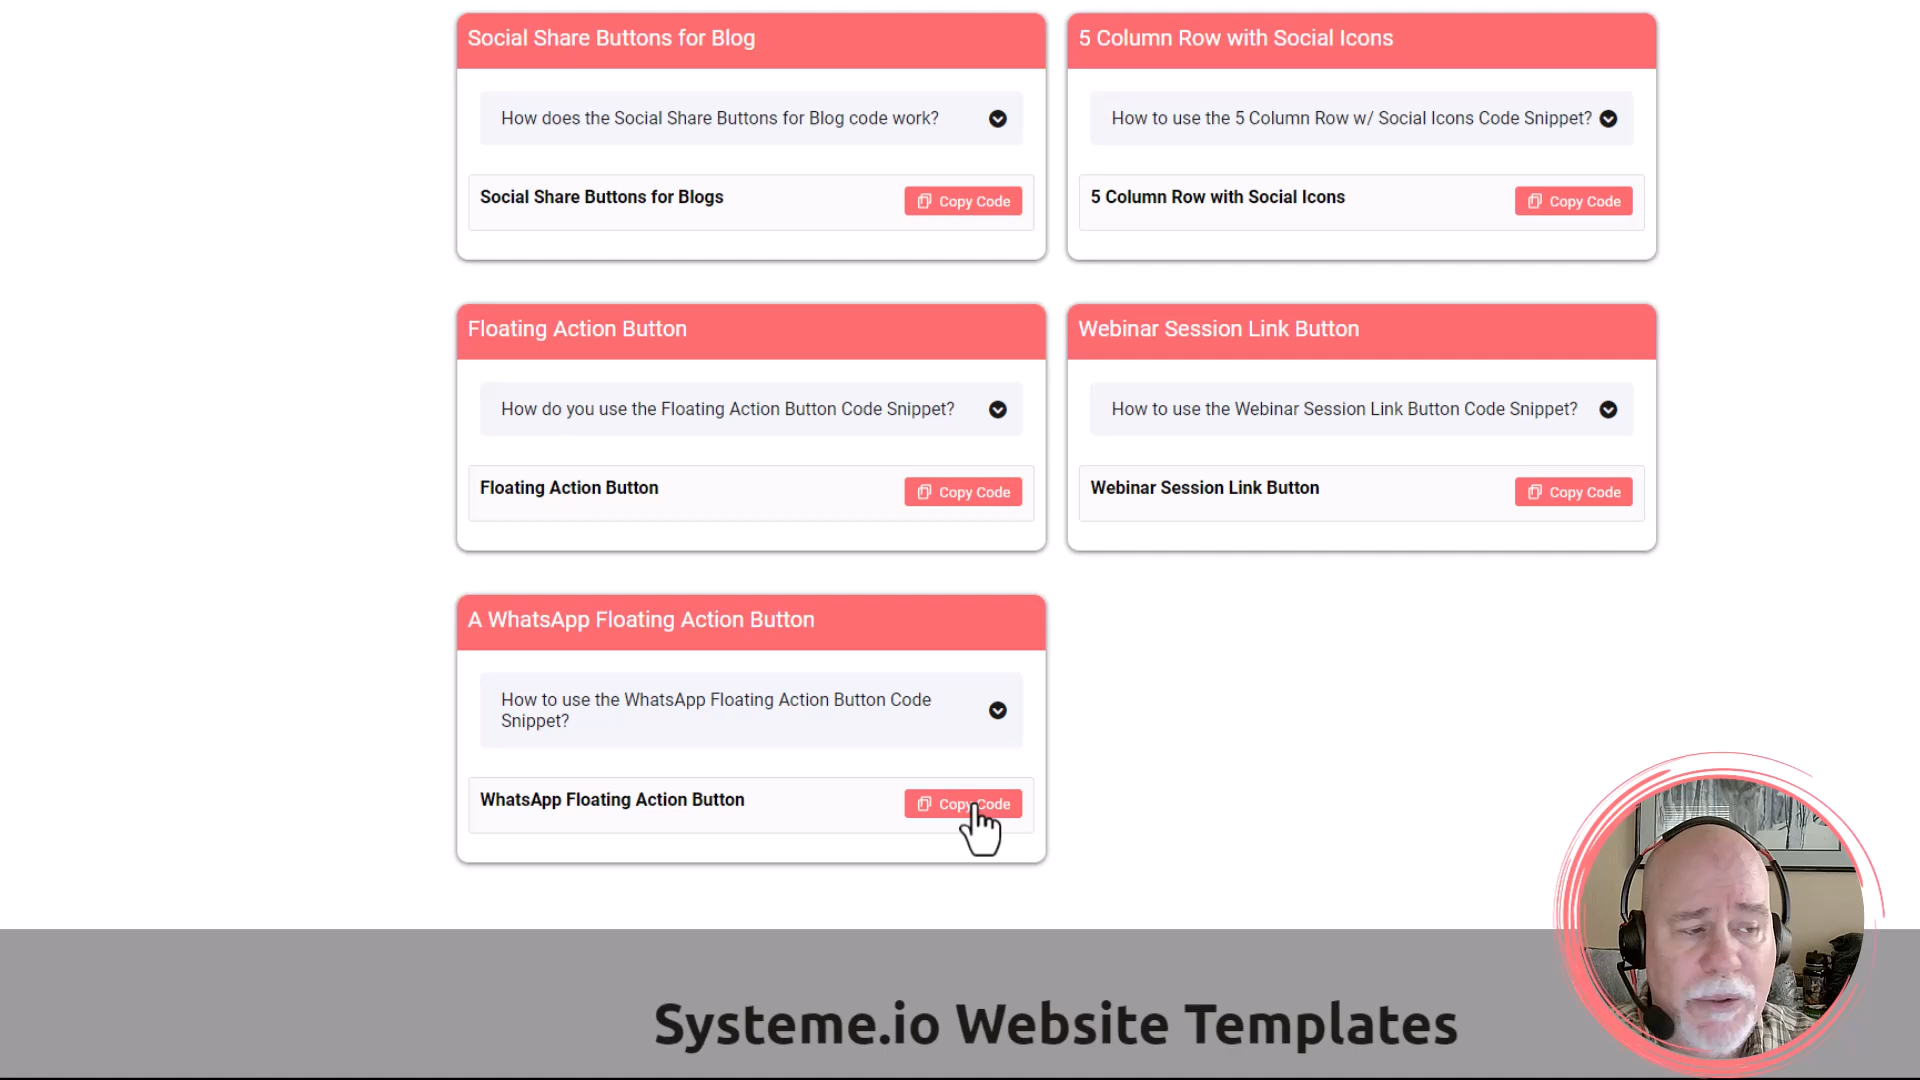 Social Share Buttons for Blog
How does the Social Share Buttons for Blog code work?
Social Share Buttons for Blogs
Copy Code
5 Column Row with Social Icons
How to use the 5 Column Row w/ Social Icons Code Snippet?
5 Column Row with Social Icons
Copy Code
Floating Action Button
How do you use the Floating Action Button Code Snippet?
Floating Action Button
Copy Code
Webinar Session Link Button
How to use the Webinar Session Link Button Code Snippet?
Webinar Session Link Button
Copy Code
A WhatsApp Floating Action Button
How to use the WhatsApp Floating Action Button Code
Snippet?
WhatsApp Floating Action Button
Copy Code
Systeme.io Website Templates